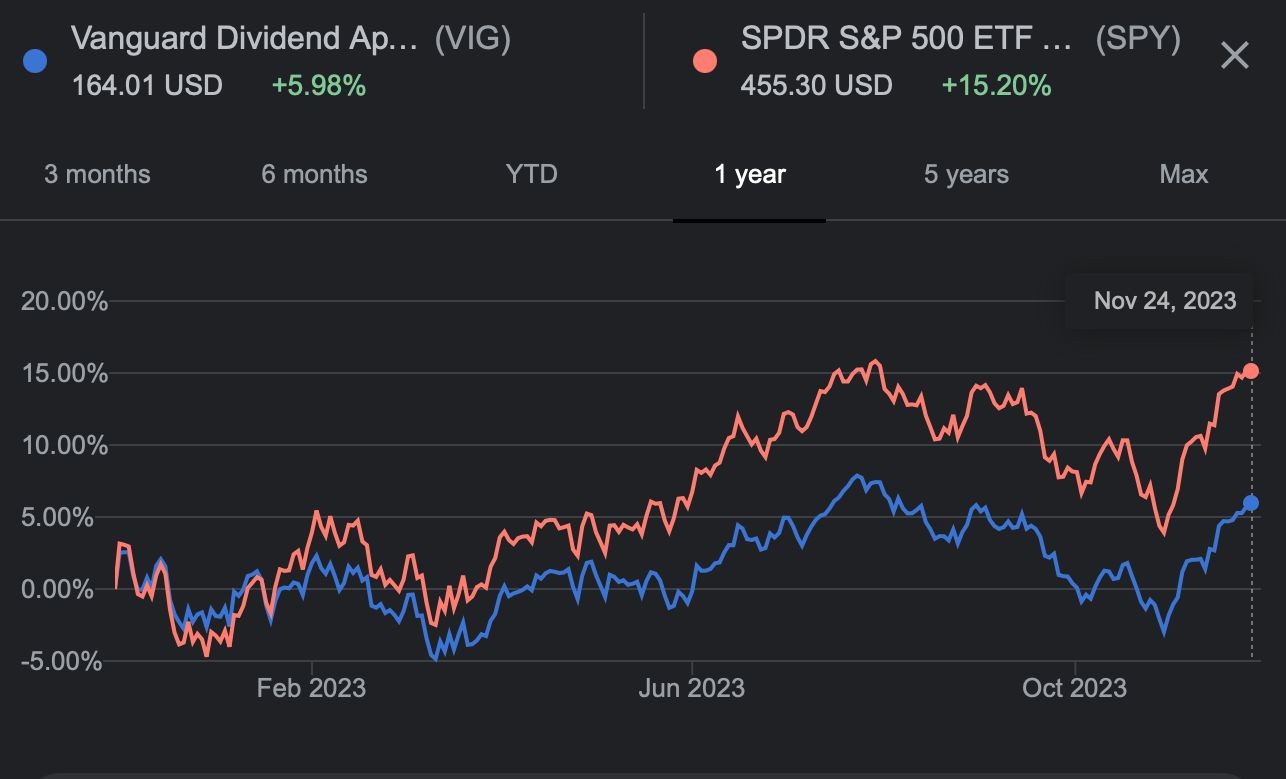 Vanguard Dividend Ap... (VIG)
164.01 USD +5.98%
SPDR S&P 500 ETF ... (SPY)
455.30 USD +15.20%
3 months 6 months YTD 1 year 5 years Max
Nov 24, 2023
20.00%
15.00%
10.00%
5.00%
0.00%
-5.00%
Feb 2023 Jun 2023 Oct 2023